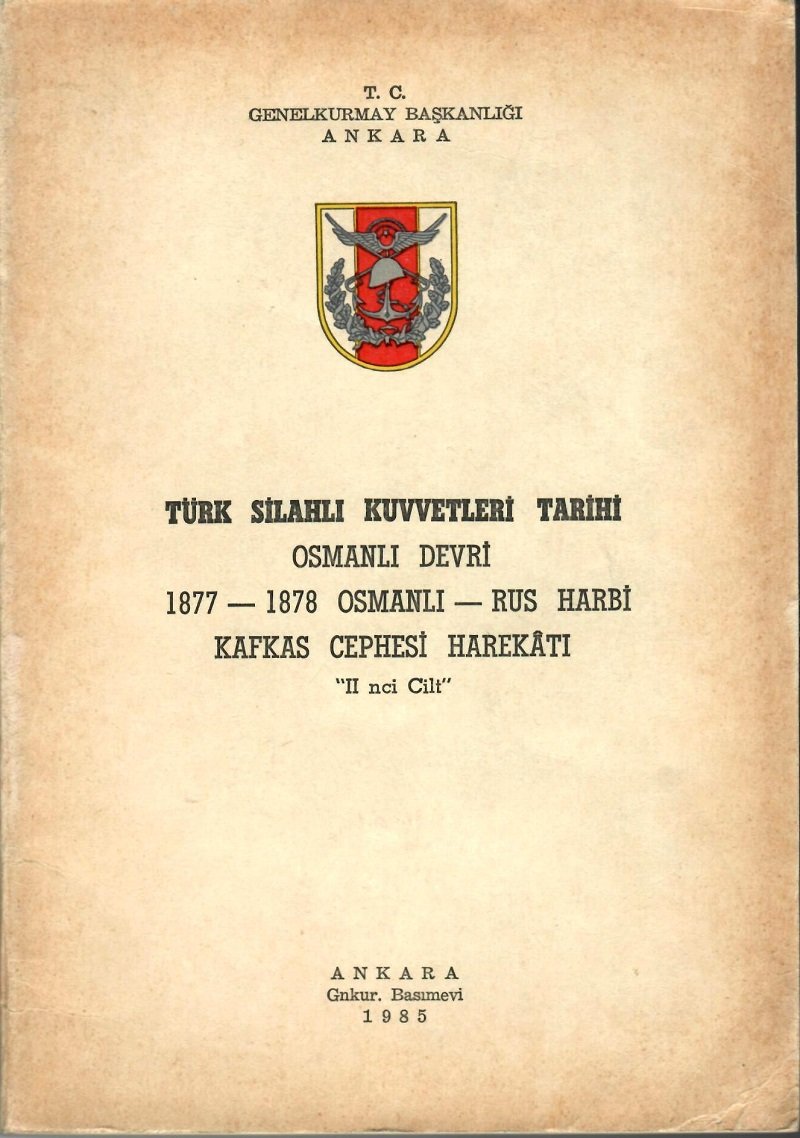 T. C.
GENELKURMAY BAŞKANLIĞI
ANKARA
TÜRK SİLAHLI KUVVETLERİ TARİHİ
OSMANLI DEVRİ
1877 — 1878 OSMANLI — RUS HARBİ
KAFKAS CEPHESİ HAREKÂTI
"II nci Cilt"
ANKARA
Gnkur. Basımevi
1985